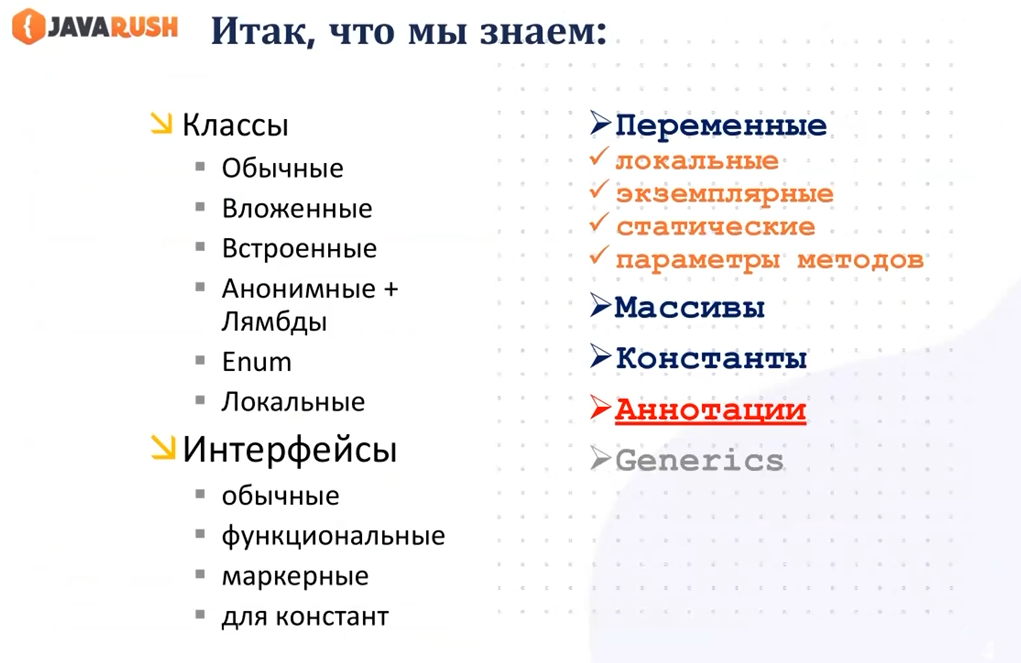 JAVARUSH
Итак, что мы знаем:
Классы
Обычные
Вложенные
Встроенные
Анонимные +
Лямбды
Enum
Локальные
Интерфейсы
обычные
функциональные
маркерные
для констант
Переменные
локальные
экземплярные
статические
параметры методов
Массивы
Константы
Аннотации
Generics